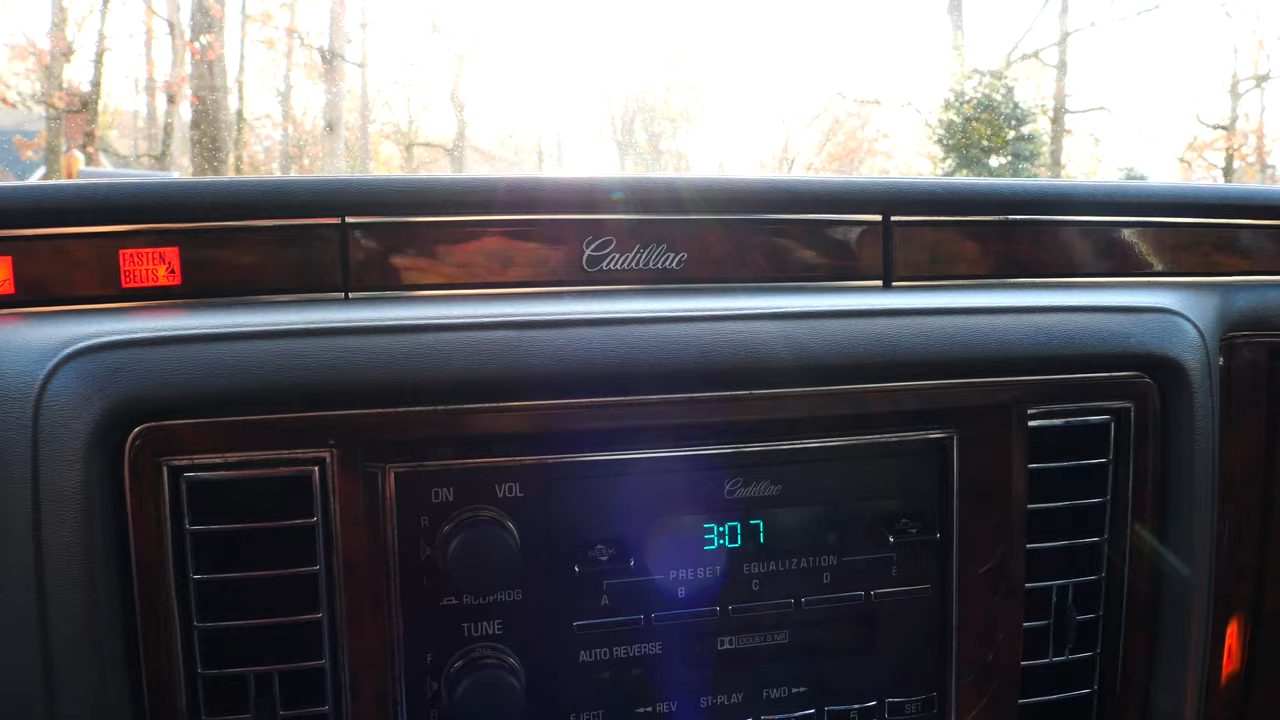 FASTEN
BELTS
Cadillac
ON VOL
Cadillac
R
3:07
SEEK
L
PRESET EQUALIZATION
A B C D E
RCL/PROG
TUNE
AUTO REVERSE
DOLBY B NR
F
R
EJECT REV ST-PLAY FWD
5 SET